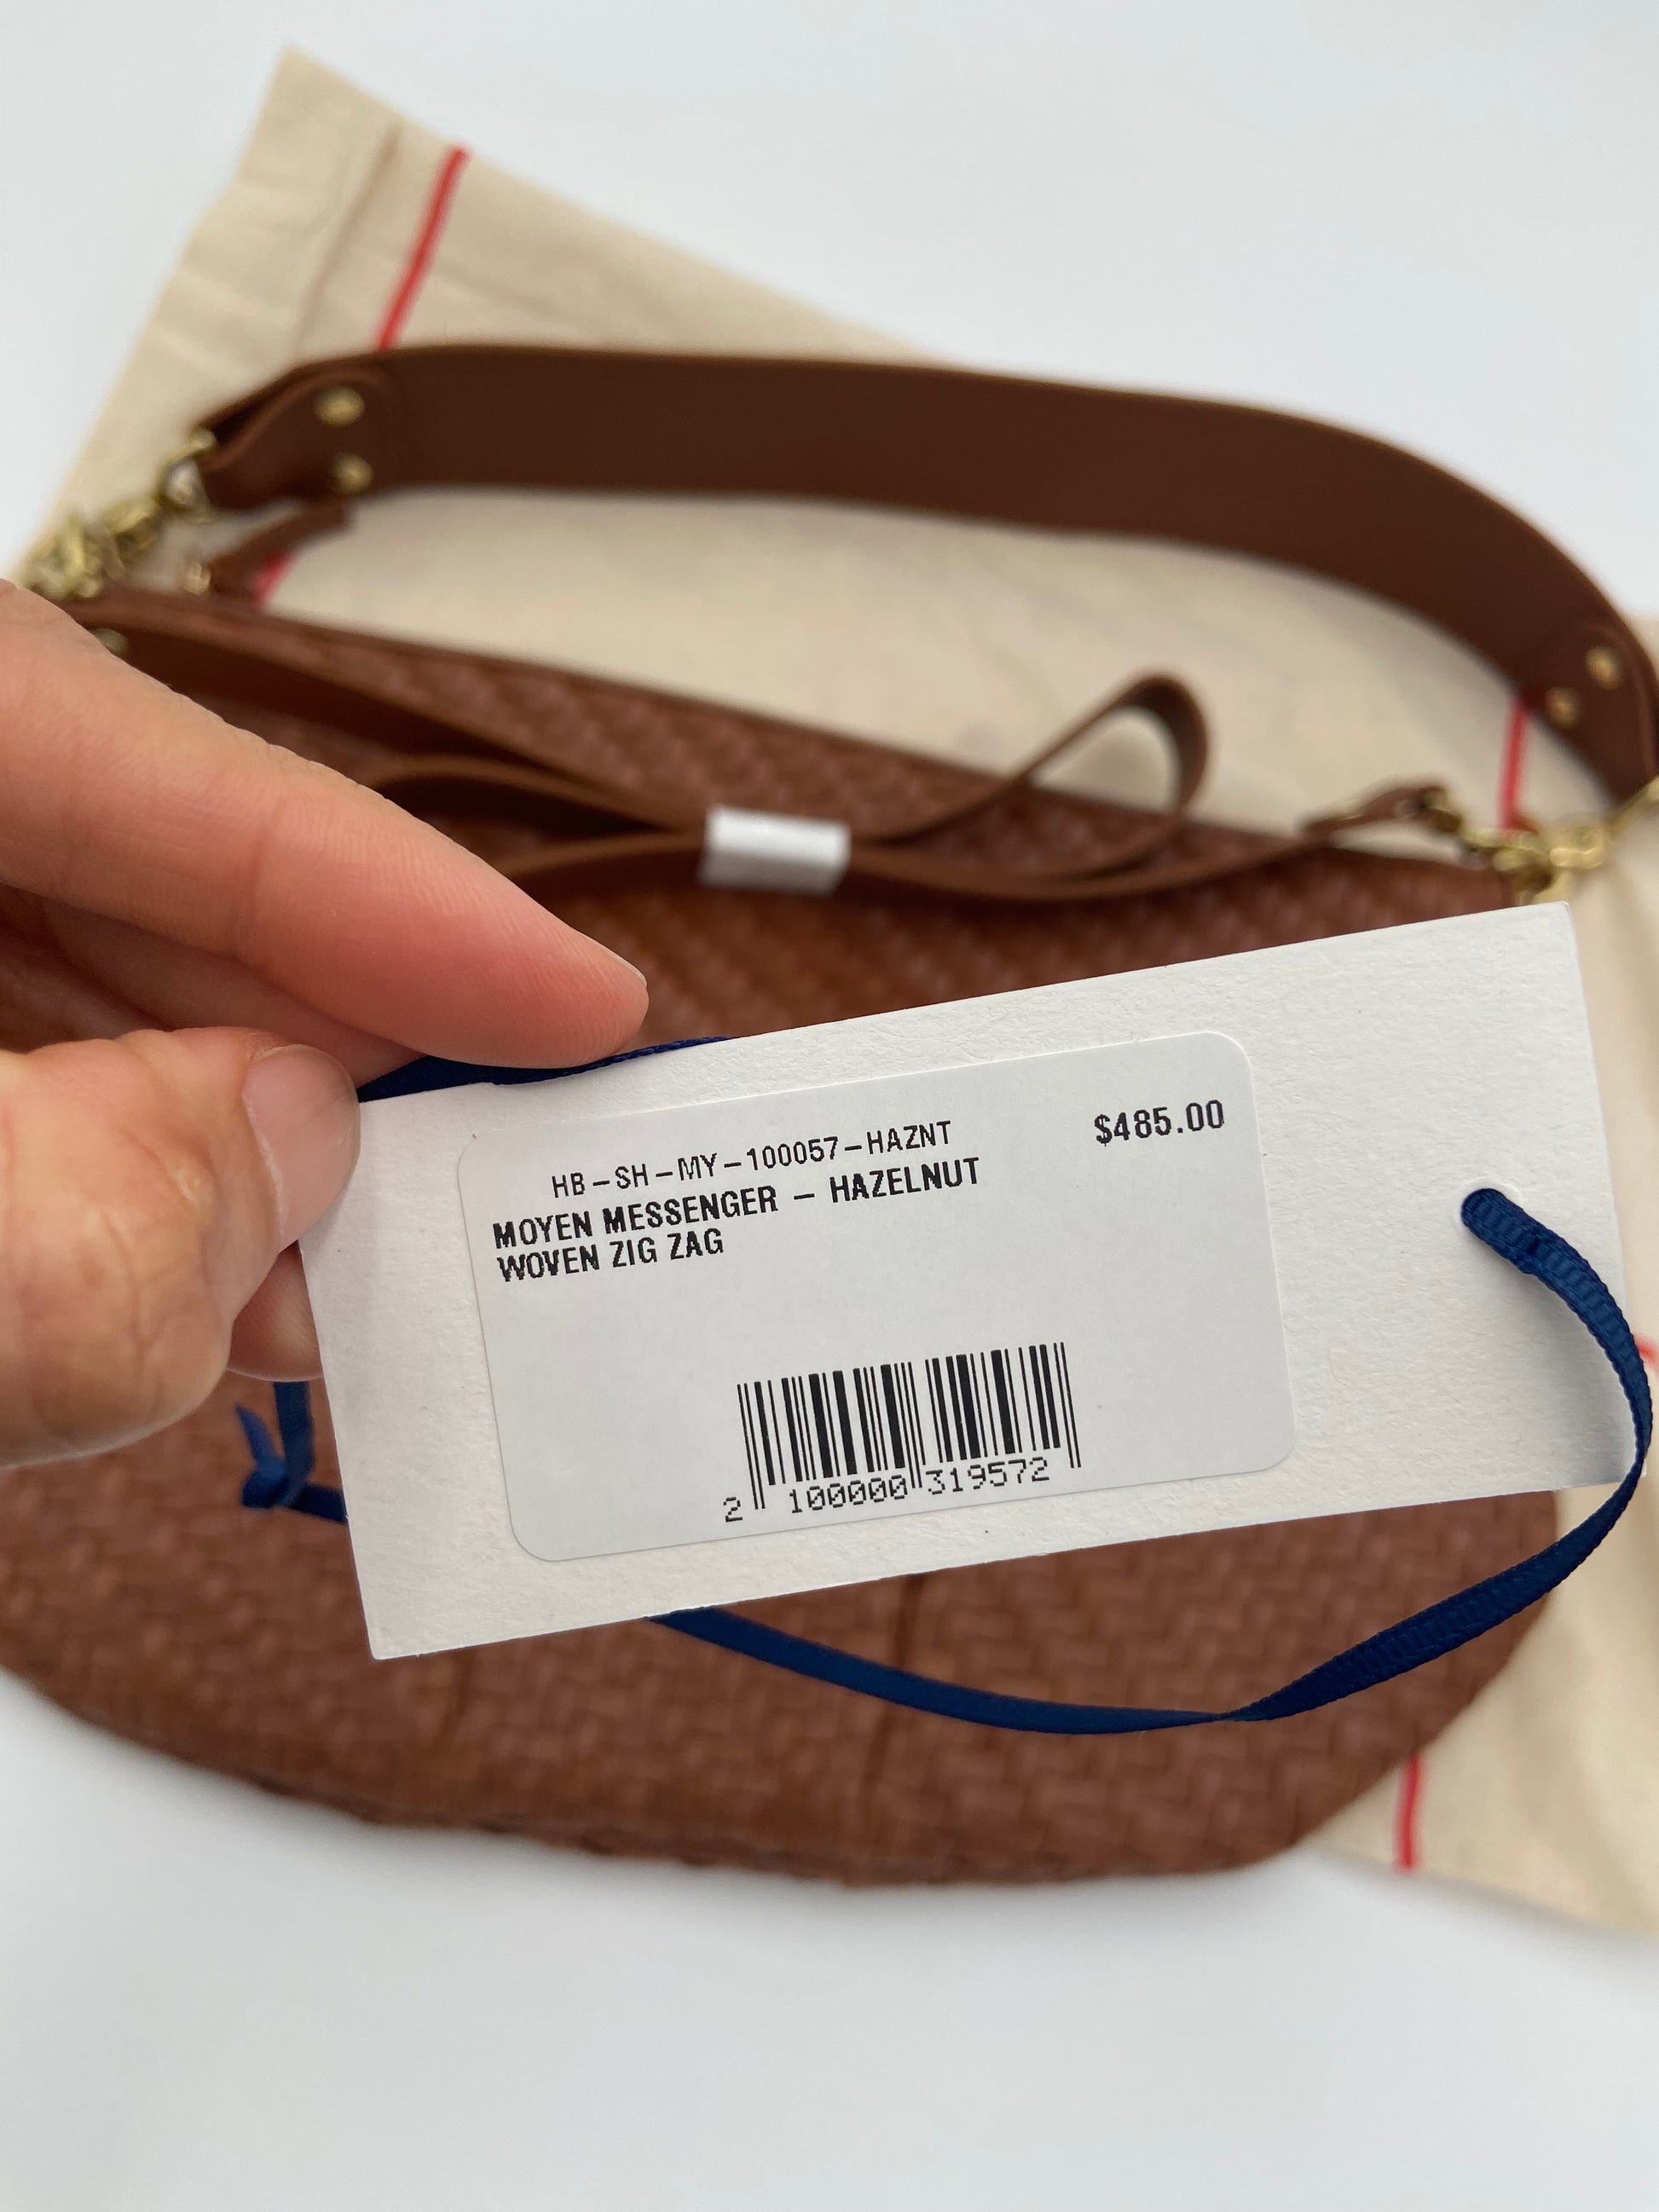 HB-SH-MY-100057-HAZNT
$485.00
MOYEN MESSENGER - HAZELNUT
WOVEN ZIG ZAG
2 100000 319572